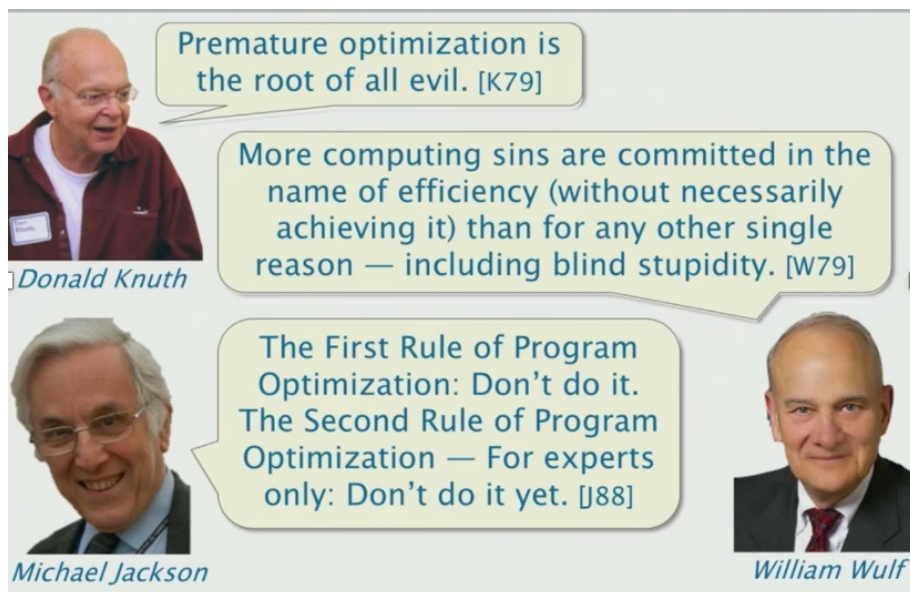 Premature optimization is
the root of all evil. [K79]
More computing sins are committed in the
name of efficiency (without necessarily
achieving it) than for any other single
reason — including blind stupidity. [W79]
Donald Knuth
The First Rule of Program
Optimization: Don’t do it.
The Second Rule of Program
Optimization — For experts
only: Don’t do it yet. [J88]
Michael Jackson
William Wulf